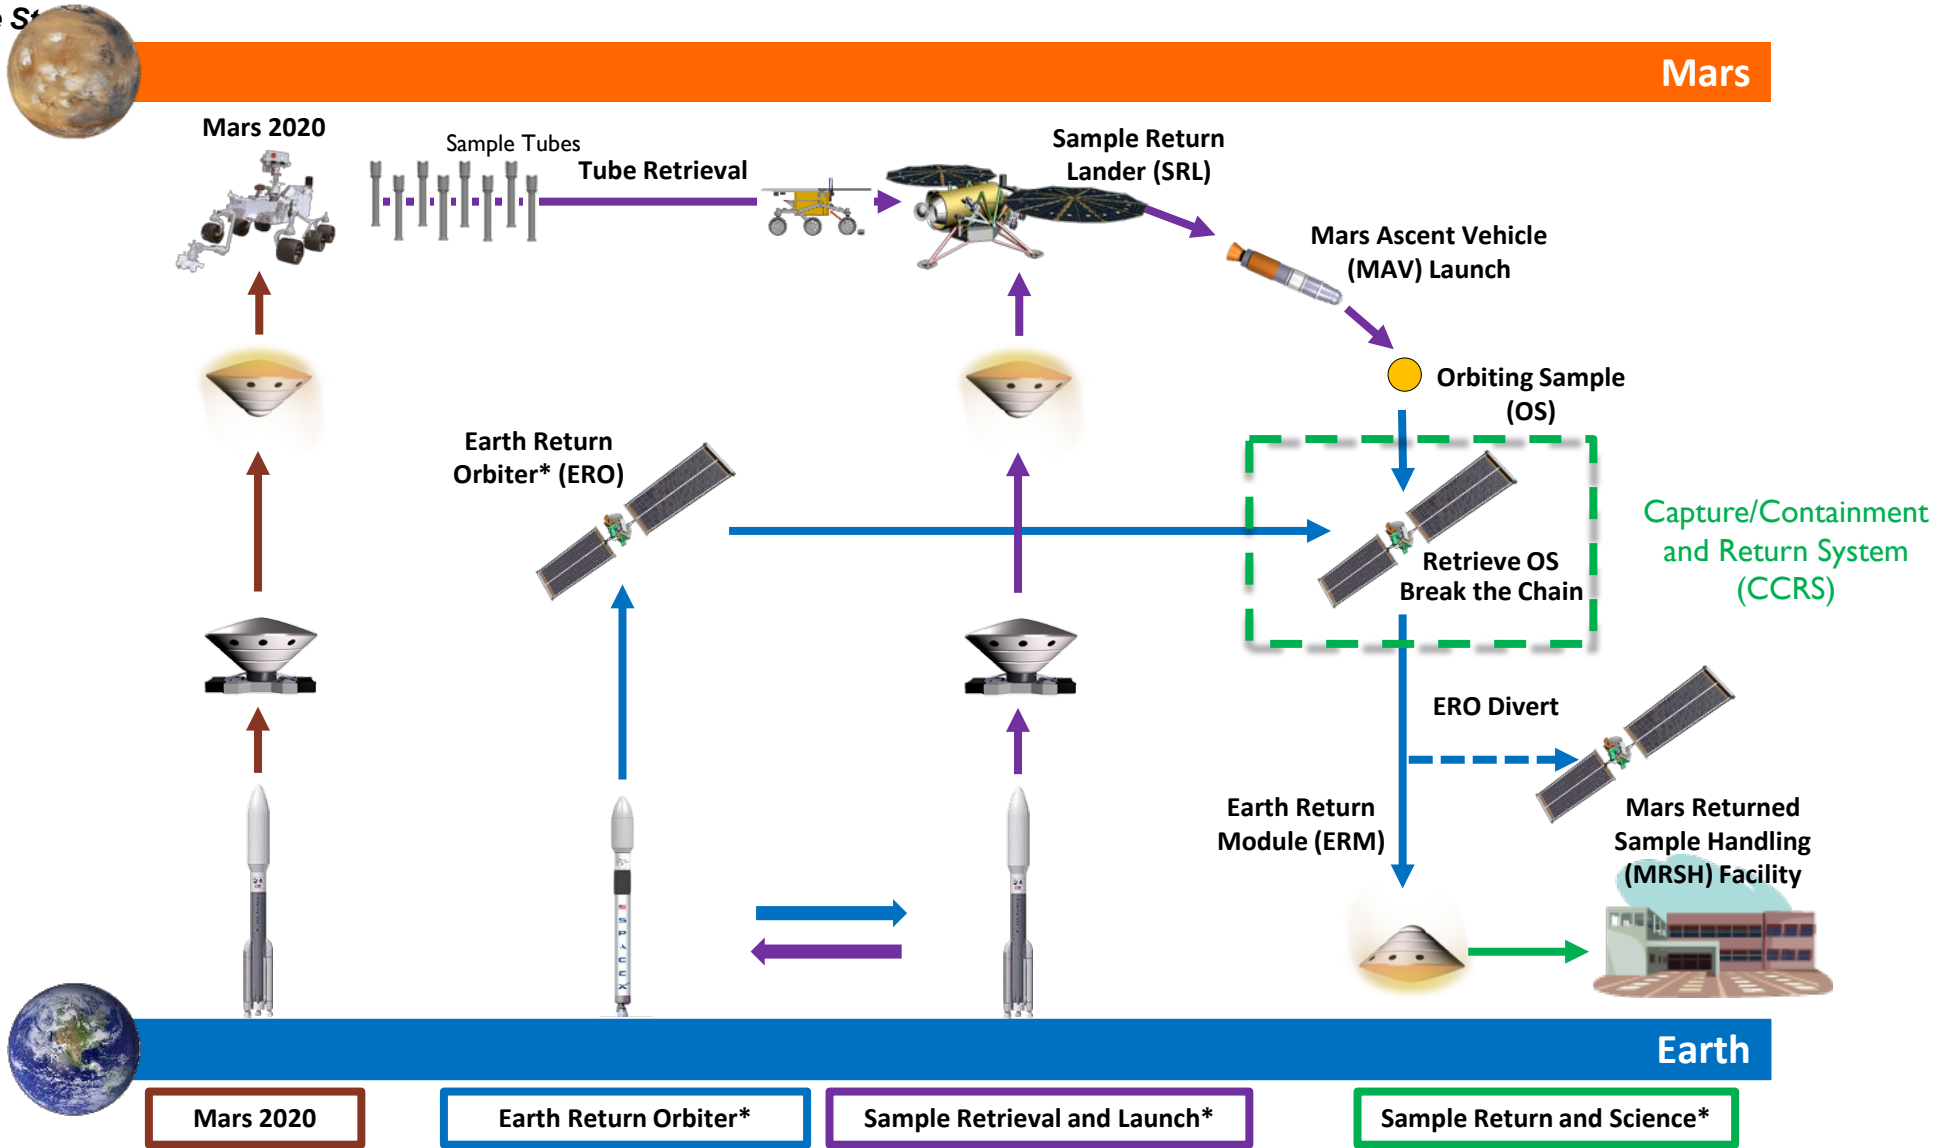 Mars
Mars 2020
Sample Tubes
Tube Retrieval
Sample Return
Lander (SRL)
Mars Ascent Vehicle
(MAV) Launch
Orbiting Sample
(OS)
Earth Return
Orbiter* (ERO)
Capture/Containment
and Return System
(CCRS)
Retrieve OS
Break the Chain
ERO Divert
Earth Return
Module (ERM)
Mars Returned
Sample Handling
(MRSH) Facility
SPACEX
Earth
Mars 2020
Earth Return Orbiter*
Sample Retrieval and Launch*
Sample Return and Science*